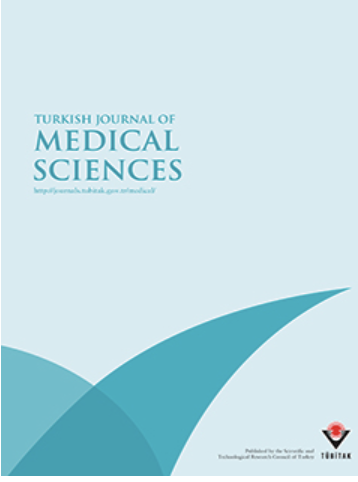 TURKISH JOURNAL OF
MEDICAL
SCIENCES
http://journals.tubitak.gov.tr/medical/
Published by the Scientific and
Technological Research Council of Turkey
TÜBİTAK